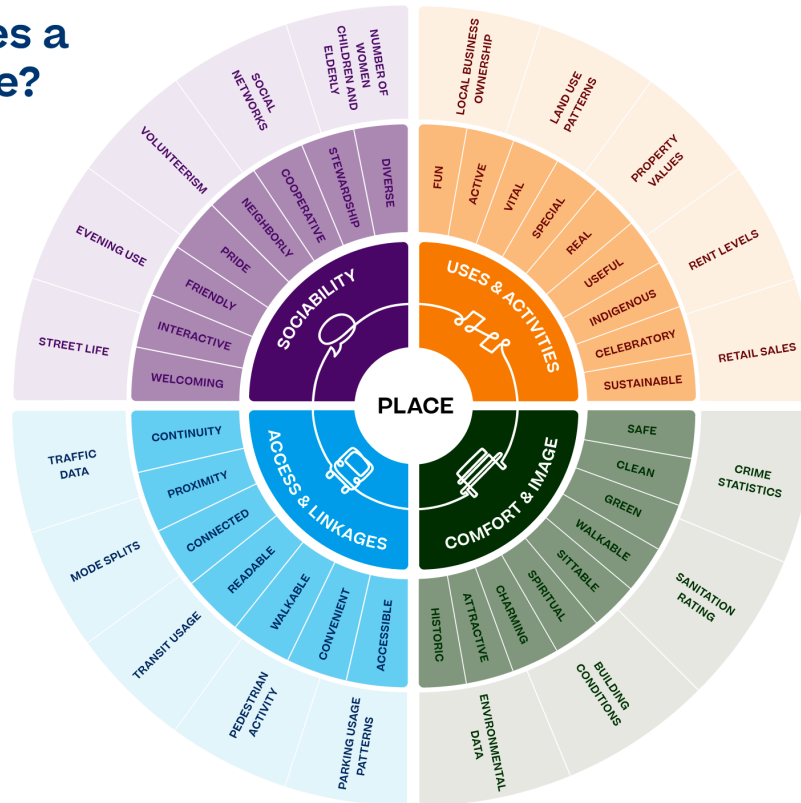 es a
e?
NUMBER OF
WOMEN
CHILDREN AND
ELDERLY
SOCIAL
NETWORKS
VOLUNTEERISM
EVENING USE
STREET LIFE
DIVERSE
STEWARDSHIP
COOPERATIVE
NEIGHBORLY
PRIDE
FRIENDLY
INTERACTIVE
WELCOMING
SOCIABILITY
LOCAL BUSINESS
OWNERSHIP
LAND USE
PATTERNS
PROPERTY
VALUES
RENT LEVELS
RETAIL SALES
FUN
ACTIVE
VITAL
SPECIAL
REAL
USEFUL
INDIGENOUS
CELEBRATORY
SUSTAINABLE
USES & ACTIVITIES
PLACE
ACCESS & LINKAGES
CONTINUITY
PROXIMITY
CONNECTED
READABLE
WALKABLE
CONVENIENT
ACCESSIBLE
TRAFFIC
DATA
MODE SPLITS
TRANSIT USAGE
PEDESTRIAN
ACTIVITY
PARKING USAGE
PATTERNS
COMFORT & IMAGE
SAFE
CLEAN
GREEN
WALKABLE
SITTABLE
SPIRITUAL
CHARMING
ATTRACTIVE
HISTORIC
CRIME
STATISTICS
SANITATION
RATING
BUILDING
CONDITIONS
ENVIRONMENTAL
DATA